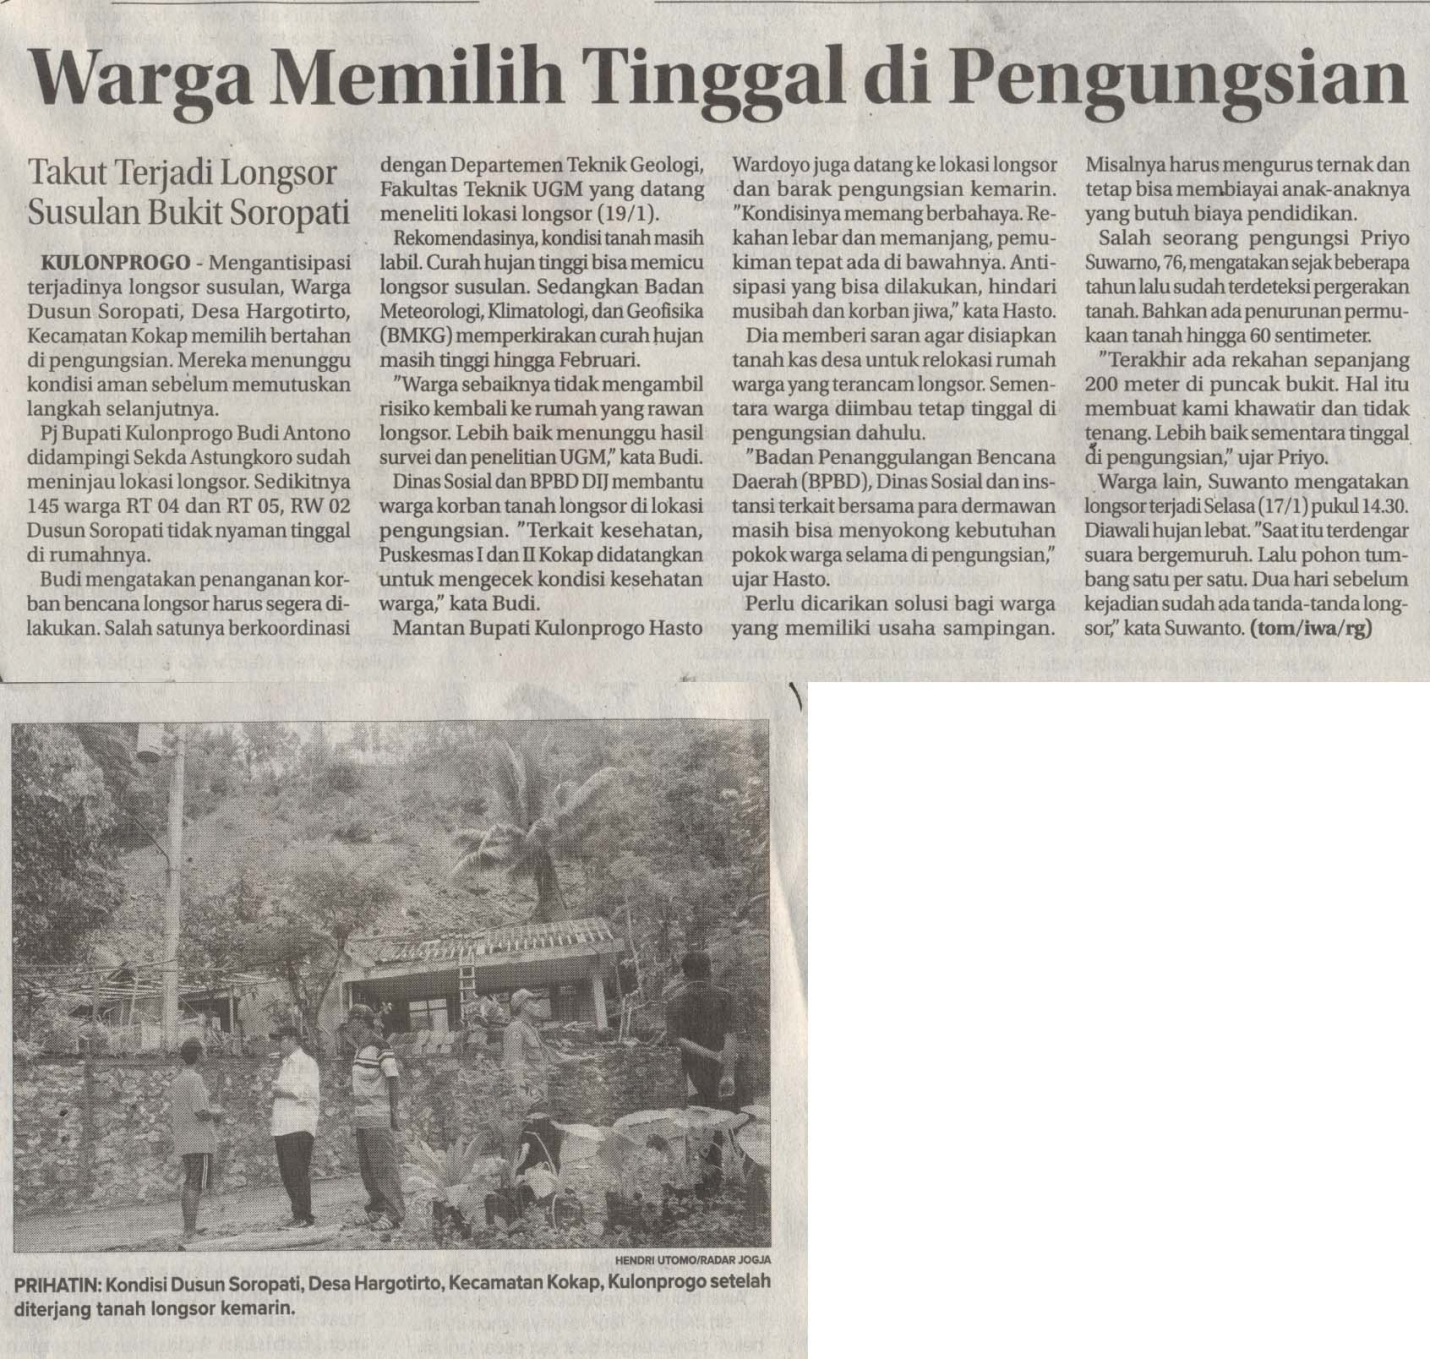 Warga Memilih Tinggal di Pengungsian
Takut Terjadi Longsor
Susulan Bukit Soropati
KULONPROGO - Mengantisipasi
terjadinya longsor susulan, Warga
Dusun Soropati, Desa Hargotirto,
Kecamatan Kokap memilih bertahan
di pengungsian. Mereka menunggu
kondisi aman sebelum memutuskan
langkah selanjutnya.
Pj Bupati Kulonprogo Budi Antono
didampingi Sekda Astungkoro sudah
meninjau lokasi longsor. Sedikitnya
145 warga RT 04 dan RT 05, RW 02
Dusun Soropati tidak nyaman tinggal
di rumahnya.
Budi mengatakan penanganan kor-
ban bencana longsor harus segera di-
lakukan. Salah satunya berkoordinasi
dengan Departemen Teknik Geologi,
Fakultas Teknik UGM yang datang
meneliti lokasi longsor (19/1).
Rekomendasinya, kondisi tanah masih
labil. Curah hujan tinggi bisa memicu
longsor susulan. Sedangkan Badan
Meteorologi, Klimatologi, dan Geofisika
(BMKG) memperkirakan curah hujan
masih tinggi hingga Februari.
"Warga sebaiknya tidak mengambil
risiko kembali ke rumah yang rawan
longsor. Lebih baik menunggu hasil
survei dan penelitian UGM," kata Budi.
Dinas Sosial dan BPBD DIJ membantu
warga korban tanah longsor di lokasi
pengungsian. "Terkait kesehatan,
Puskesmas I dan II Kokap didatangkan
untuk mengecek kondisi kesehatan
warga," kata Budi.
Mantan Bupati Kulonprogo Hasto
Wardoyo juga datang ke lokasi longsor
dan barak pengungsian kemarin.
"Kondisinya memang berbahaya. Re-
kahan lebar dan memanjang, pemu-
kiman tepat ada di bawahnya. Anti-
sipasi yang bisa dilakukan, hindari
musibah dan korban jiwa," kata Hasto.
Dia memberi saran agar disiapkan
tanah kas desa untuk relokasi rumah
warga yang terancam longsor. Semen-
tara warga diimbau tetap tinggal di
pengungsian dahulu.
"Badan Penanggulangan Bencana
Daerah (BPBD), Dinas Sosial dan ins-
tansi terkait bersama para dermawan
masih bisa menyokong kebutuhan
pokok warga selama di pengungsian,"
ujar Hasto.
Perlu dicarikan solusi bagi warga
yang memiliki usaha sampingan.
Misalnya harus mengurus ternak dan
tetap bisa membiayai anak-anaknya
yang butuh biaya pendidikan.
Salah seorang pengungsi Priyo
Suwarno, 76, mengatakan sejak beberapa
tahun lalu sudah terdeteksi pergerakan
tanah. Bahkan ada penurunan permu-
kaan tanah hingga 60 sentimeter.
"Terakhir ada rekahan sepanjang
200 meter di puncak bukit. Hal itu
membuat kami khawatir dan tidak
tenang. Lebih baik sementara tinggal
di pengungsian," ujar Priyo.
Warga lain, Suwanto mengatakan
longsor terjadi Selasa (17/1) pukul 14.30.
Diawali hujan lebat. "Saat itu terdengar
suara bergemuruh. Lalu pohon tum-
bang satu per satu. Dua hari sebelum
kejadian sudah ada tanda-tanda long-
sor," kata Suwanto. (tom/iwa/rg)
HENDRI UTOMO/RADAR JOGJA
PRIHATIN: Kondisi Dusun Soropati, Desa Hargotirto, Kecamatan Kokap, Kulonprogo setelah
diterjang tanah longsor kemarin.